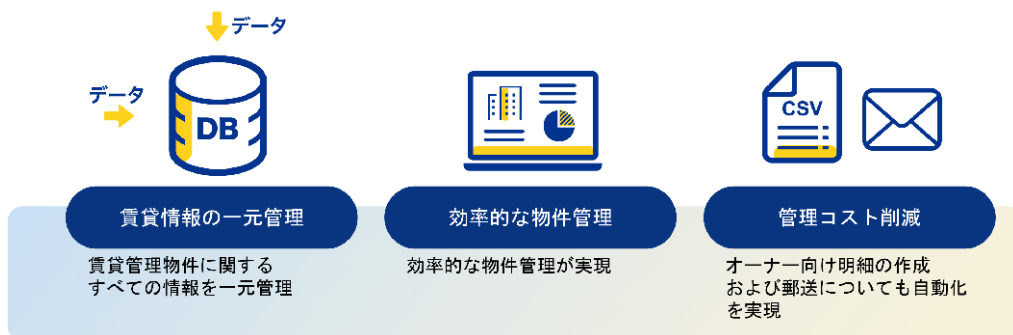 データ
データ
DB
CSV
賃貸情報の一元管理
賃貸管理物件に関する
すべての情報を一元管理
効率的な物件管理
効率的な物件管理が実現
管理コスト削減
オーナー向け明細の作成
および郵送についても自動化
を実現